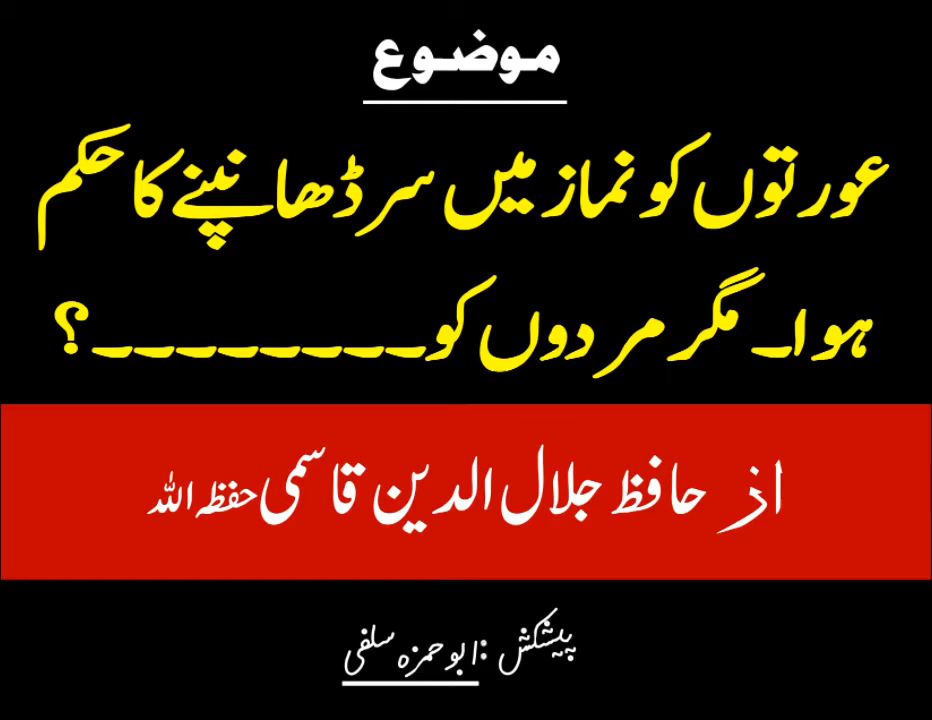 موضوع
عورتوں کو نماز میں سر ڈھانپنے کا حکم
ہوا۔ مگر مردوں کو۔۔۔۔۔۔۔۔؟
از حافظ جلال الدین قاسمی حفظہ اللہ
پیشکش :ابو حمزہ سلفی